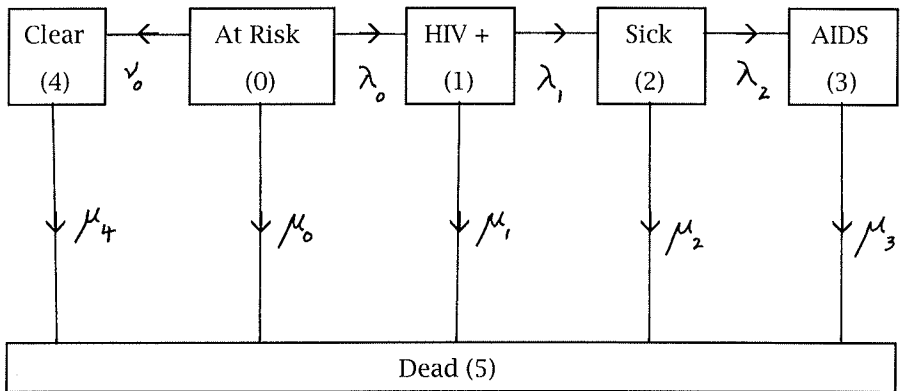 Clear At Risk HIV + Sick AIDS
(4) (0) (1) (2) (3)
ν₀ λ₀ λ₁ λ₂
μ₄ μ₀ μ₁ μ₂ μ₃
Dead (5)